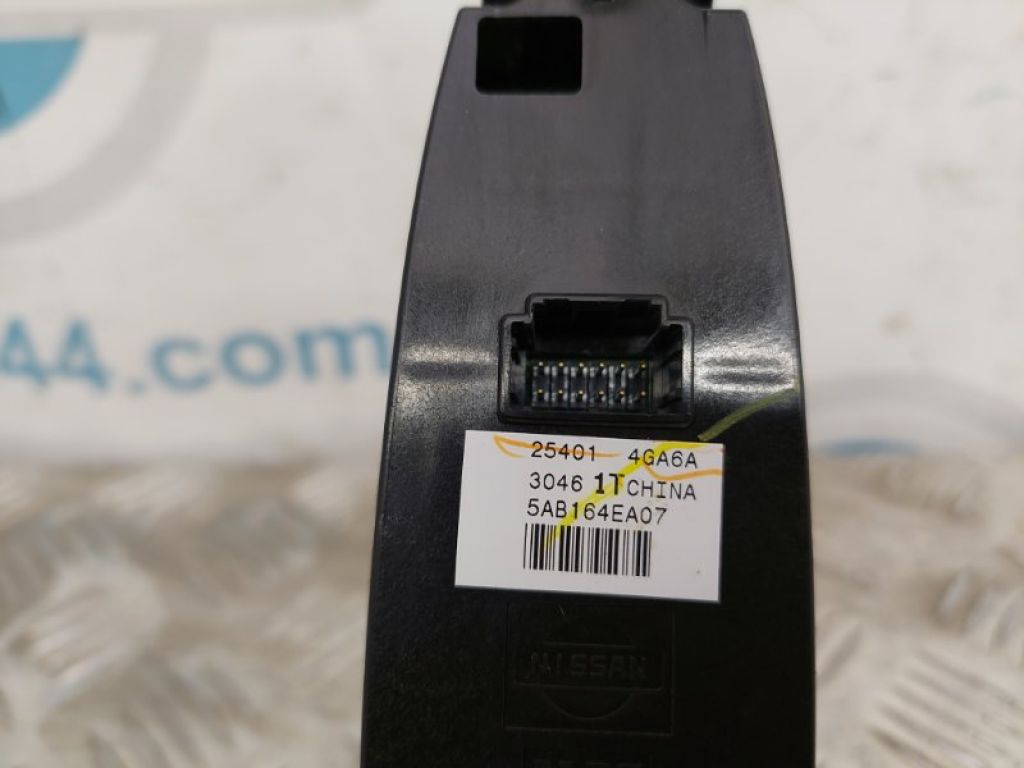 44.com
25401 4GA6A
3046 1T CHINA
5AB164EA07
NISSAN